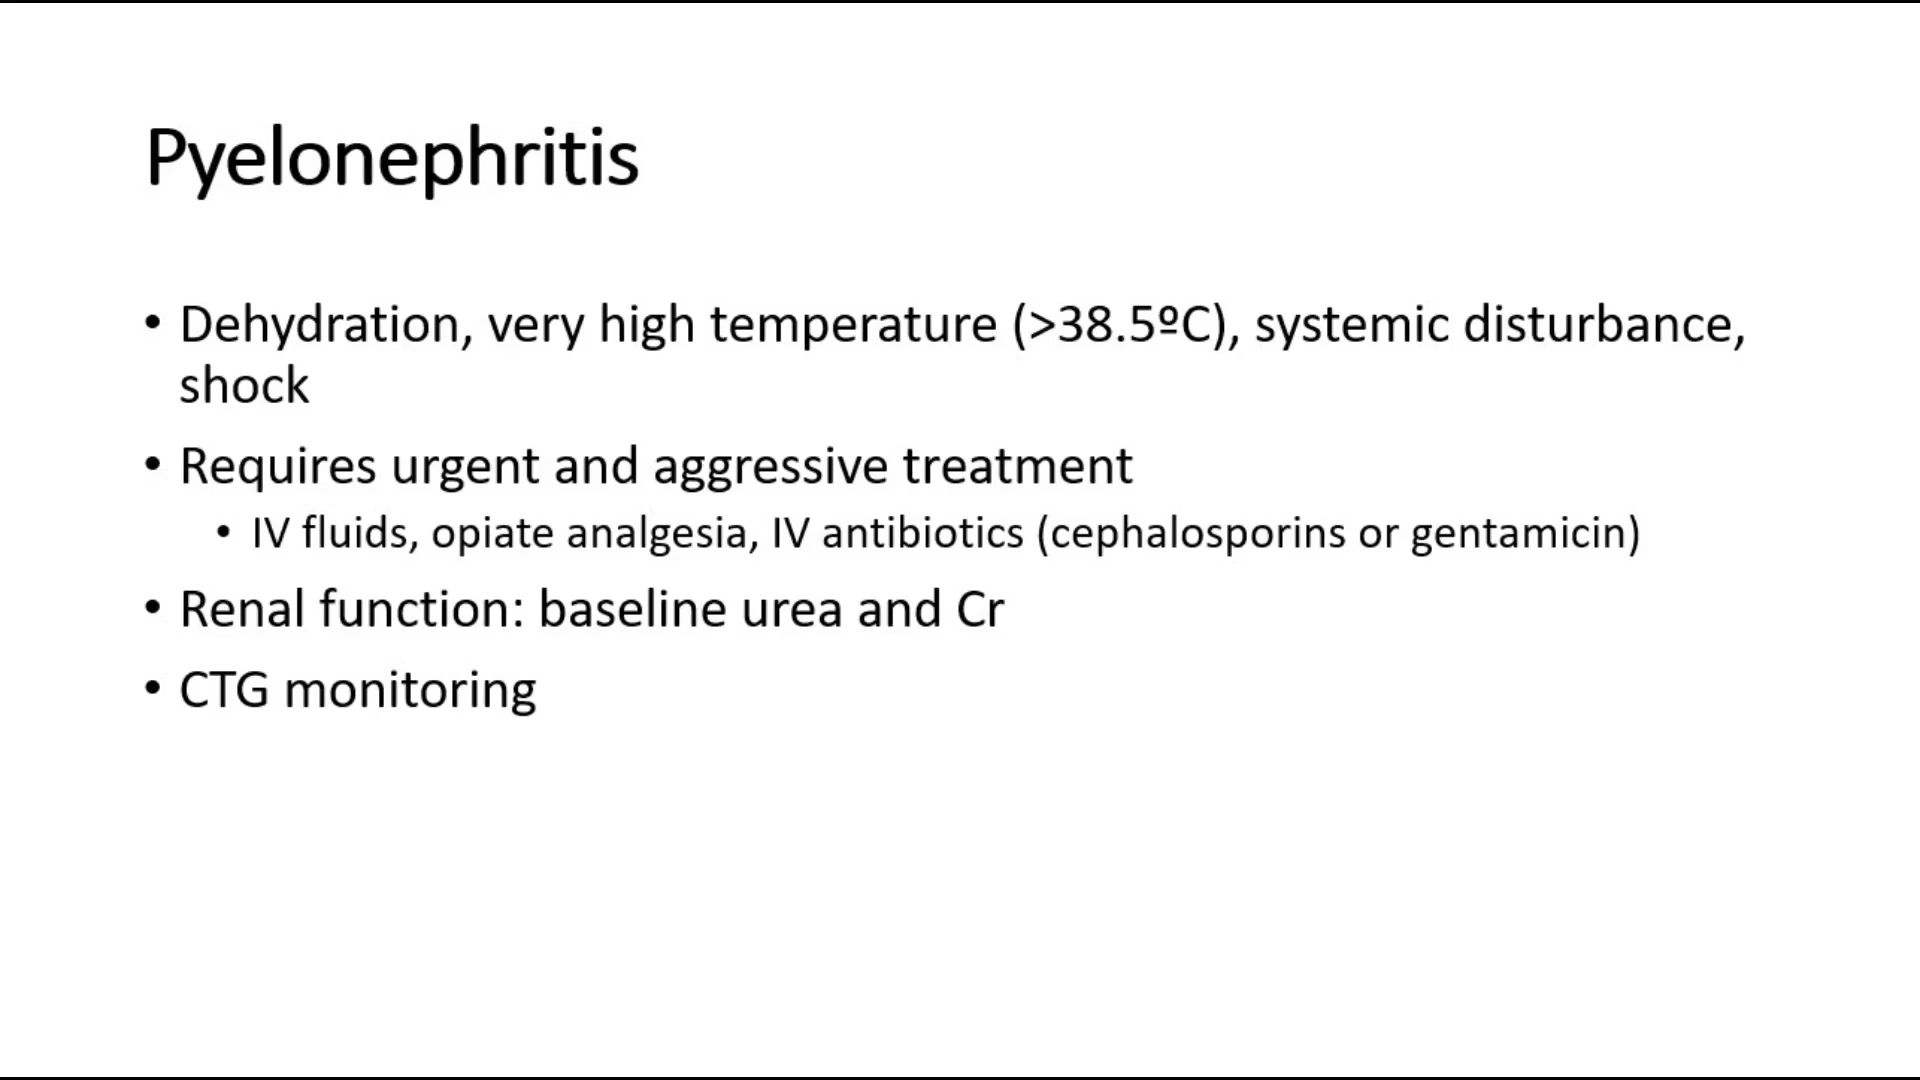 Pyelonephritis
• Dehydration, very high temperature (>38.5ºC), systemic disturbance,
shock
• Requires urgent and aggressive treatment
• IV fluids, opiate analgesia, IV antibiotics (cephalosporins or gentamicin)
• Renal function: baseline urea and Cr
• CTG monitoring